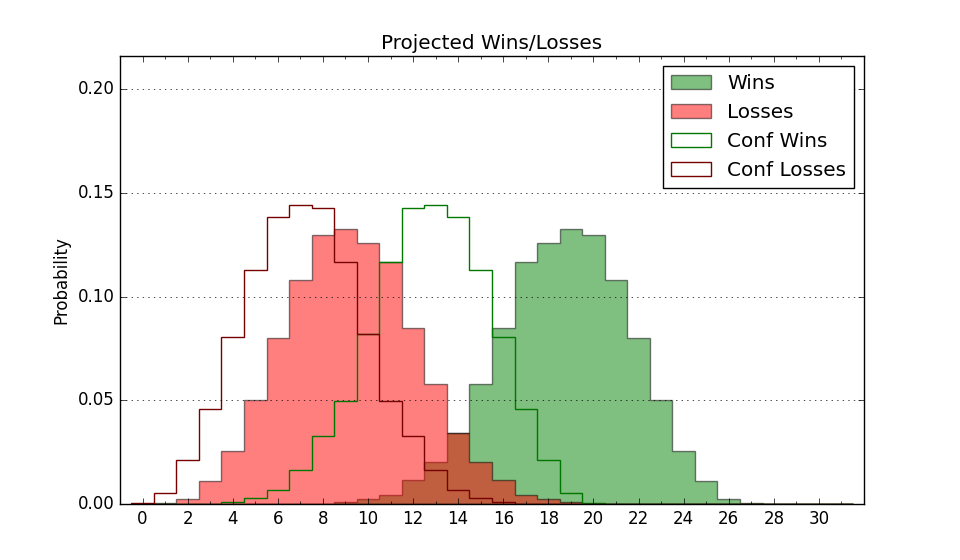 Projected Wins/Losses
Wins
Losses
Conf Wins
Conf Losses
Probability
0.20
0.15
0.10
0.05
0.00
0 2 4 6 8 10 12 14 16 18 20 22 24 26 28 30